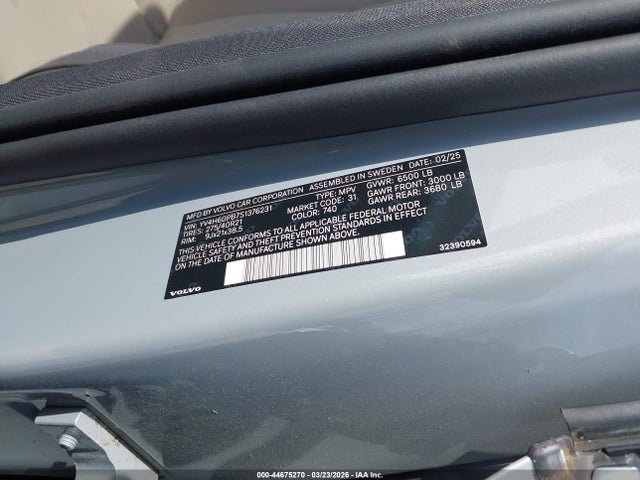 MFD BY VOLVO CAR CORPORATION ASSEMBLED IN SWEDEN DATE: 02/25
VIN: YV4H60PB7S1376231 TYPE: MPV GVWR: 6500 LB
TIRES: 275/40R21 MARKET CODE: 31 GAWR FRONT: 3000 LB
RIM: 9Jx21x38.5 COLOR: 740 GAWR REAR: 3680 LB
THIS VEHICLE CONFORMS TO ALL APPLICABLE FEDERAL MOTOR
VEHICLE SAFETY AND THEFT PREVENTION STANDARDS IN EFFECT
ON THE DATE OF MANUFACTURE SHOWN ABOVE.
32390594
VOLVO
000-44675270 - 03/23/2026 - IAA Inc.